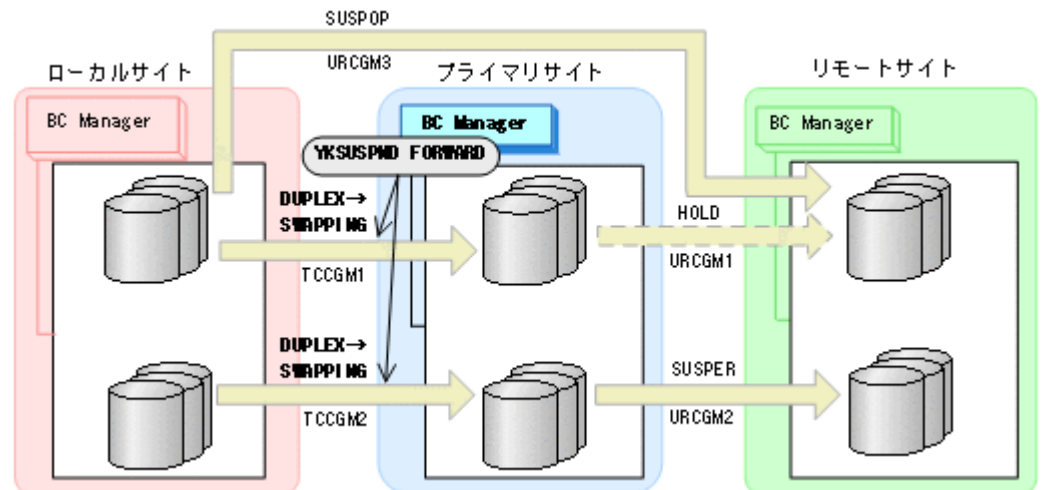 SUSPOP
URCGM3
ローカルサイト
プライマリサイト
リモートサイト
BC Manager
BC Manager
BC Manager
YKSUSPND FORWARD
DUPLEX→
SWAPPING
HOLD
TCCGM1
URCGM1
DUPLEX→
SWAPPING
SUSPER
TCCGM2
URCGM2